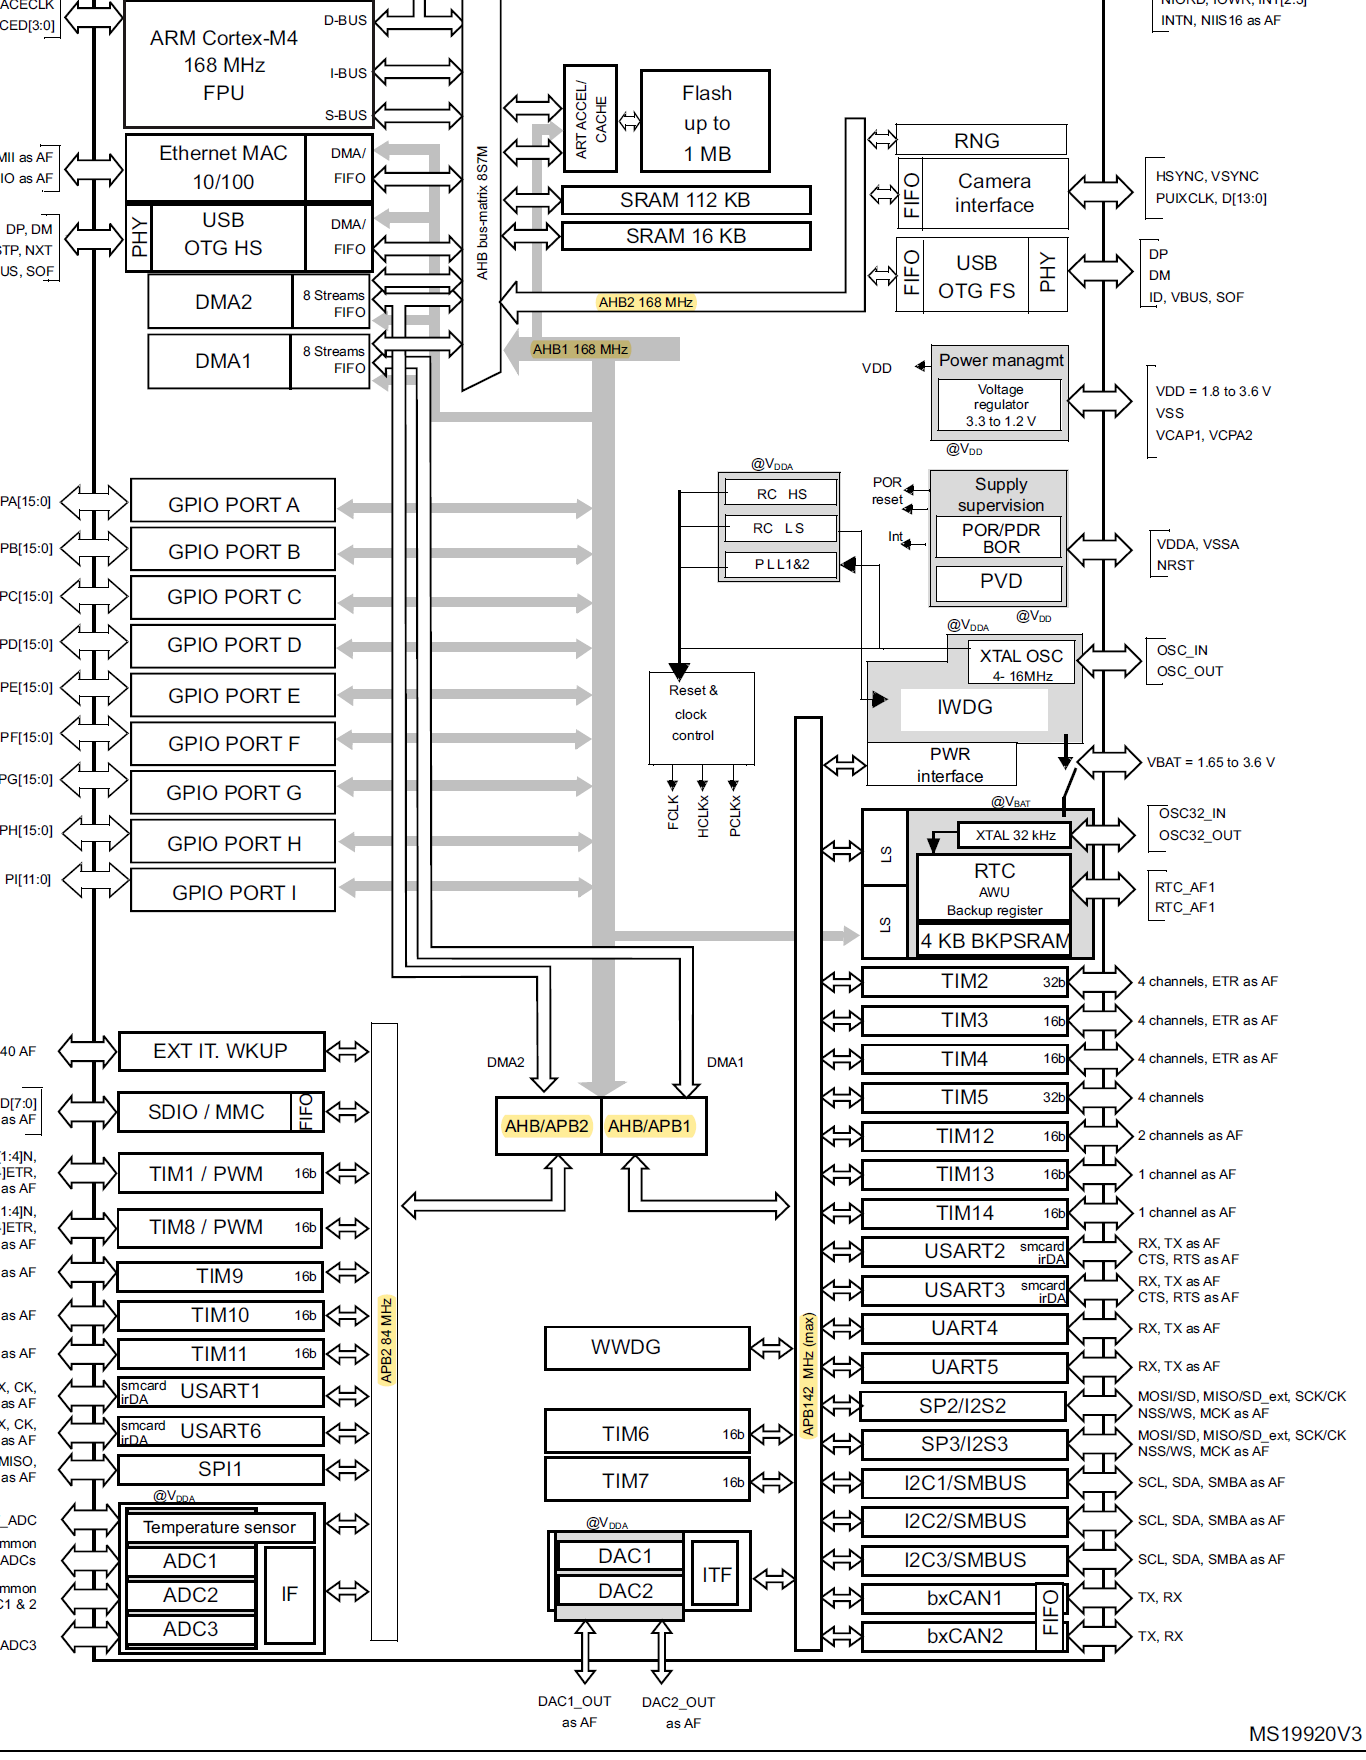 ACECLK
CED[3:0]
ARM Cortex-M4
168 MHz
FPU
D-BUS
I-BUS
S-BUS
MII as AF
IO as AF
Ethernet MAC
10/100
DMA/
FIFO
DP, DM
STP, NXT
US, SOF
PHY
USB
OTG HS
DMA/
FIFO
DMA2
8 Streams
FIFO
DMA1
8 Streams
FIFO
AHB bus-matrix 8S7M
ART ACCEL/
CACHE
Flash
up to
1 MB
SRAM 112 KB
SRAM 16 KB
AHB2 168 MHz
AHB1 168 MHz
INTN, NIIS16 as AF
RNG
FIFO
Camera
interface
HSYNC, VSYNC
PUIXCLK, D[13:0]
FIFO
USB
OTG FS
PHY
DP
DM
ID, VBUS, SOF
VDD
Power managmt
Voltage
regulator
3.3 to 1.2 V
@VDD
VDD = 1.8 to 3.6 V
VSS
VCAP1, VCPA2
@VDDA
RC HS
RC LS
PLL1&2
POR
reset
Int
Supply
supervision
POR/PDR
BOR
PVD
@VDD
VDDA, VSSA
NRST
@VDDA
XTAL OSC
4- 16MHz
IWDG
OSC_IN
OSC_OUT
Reset &
clock
control
FCLK
HCLKx
PCLKx
PWR
interface
VBAT = 1.65 to 3.6 V
@VBAT
LS
LS
XTAL 32 kHz
RTC
AWU
Backup register
4 KB BKPSRAM
OSC32_IN
OSC32_OUT
RTC_AF1
RTC_AF1
PA[15:0]
GPIO PORT A
PB[15:0]
GPIO PORT B
PC[15:0]
GPIO PORT C
PD[15:0]
GPIO PORT D
PE[15:0]
GPIO PORT E
PF[15:0]
GPIO PORT F
PG[15:0]
GPIO PORT G
PH[15:0]
GPIO PORT H
PI[11:0]
GPIO PORT I
DMA2
DMA1
AHB/APB2
AHB/APB1
40 AF
EXT IT. WKUP
D[7:0]
as AF
SDIO / MMC
FIFO
[1:4]N,
]ETR,
as AF
TIM1 / PWM
16b
1:4]N,
]ETR,
as AF
TIM8 / PWM
16b
as AF
TIM9
16b
as AF
TIM10
16b
as AF
TIM11
16b
X, CK,
as AF
smcard
irDA
USART1
X, CK,
as AF
smcard
irDA
USART6
MISO,
as AF
SPI1
@VDDA
_ADC
Temperature sensor
mmon
ADCs
ADC1
mmon
C1 & 2
ADC2
ADC3
ADC3
IF
APB2 84 MHz
WWDG
TIM6
16b
TIM7
16b
@VDDA
DAC1
DAC2
ITF
DAC1_OUT
as AF
DAC2_OUT
as AF
APB142 MHz (max)
TIM2
32b
4 channels, ETR as AF
TIM3
16b
4 channels, ETR as AF
TIM4
16b
4 channels, ETR as AF
TIM5
32b
4 channels
TIM12
16b
2 channels as AF
TIM13
16b
1 channel as AF
TIM14
16b
1 channel as AF
USART2
smcard
irDA
RX, TX as AF
CTS, RTS as AF
USART3
smcard
irDA
RX, TX as AF
CTS, RTS as AF
UART4
RX, TX as AF
UART5
RX, TX as AF
SP2/I2S2
MOSI/SD, MISO/SD_ext, SCK/CK
NSS/WS, MCK as AF
SP3/I2S3
MOSI/SD, MISO/SD_ext, SCK/CK
NSS/WS, MCK as AF
I2C1/SMBUS
SCL, SDA, SMBA as AF
I2C2/SMBUS
SCL, SDA, SMBA as AF
I2C3/SMBUS
SCL, SDA, SMBA as AF
bxCAN1
TX, RX
bxCAN2
FIFO
TX, RX
MS19920V3